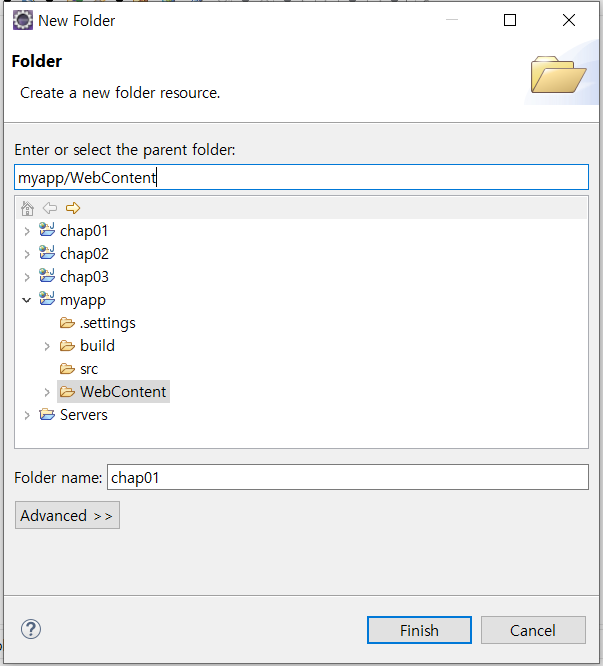 New Folder
Folder
Create a new folder resource.
Enter or select the parent folder:
myapp/WebContent
chap01
chap02
chap03
myapp
.settings
build
src
WebContent
Servers
Folder name: chap01
Advanced >>
Finish Cancel